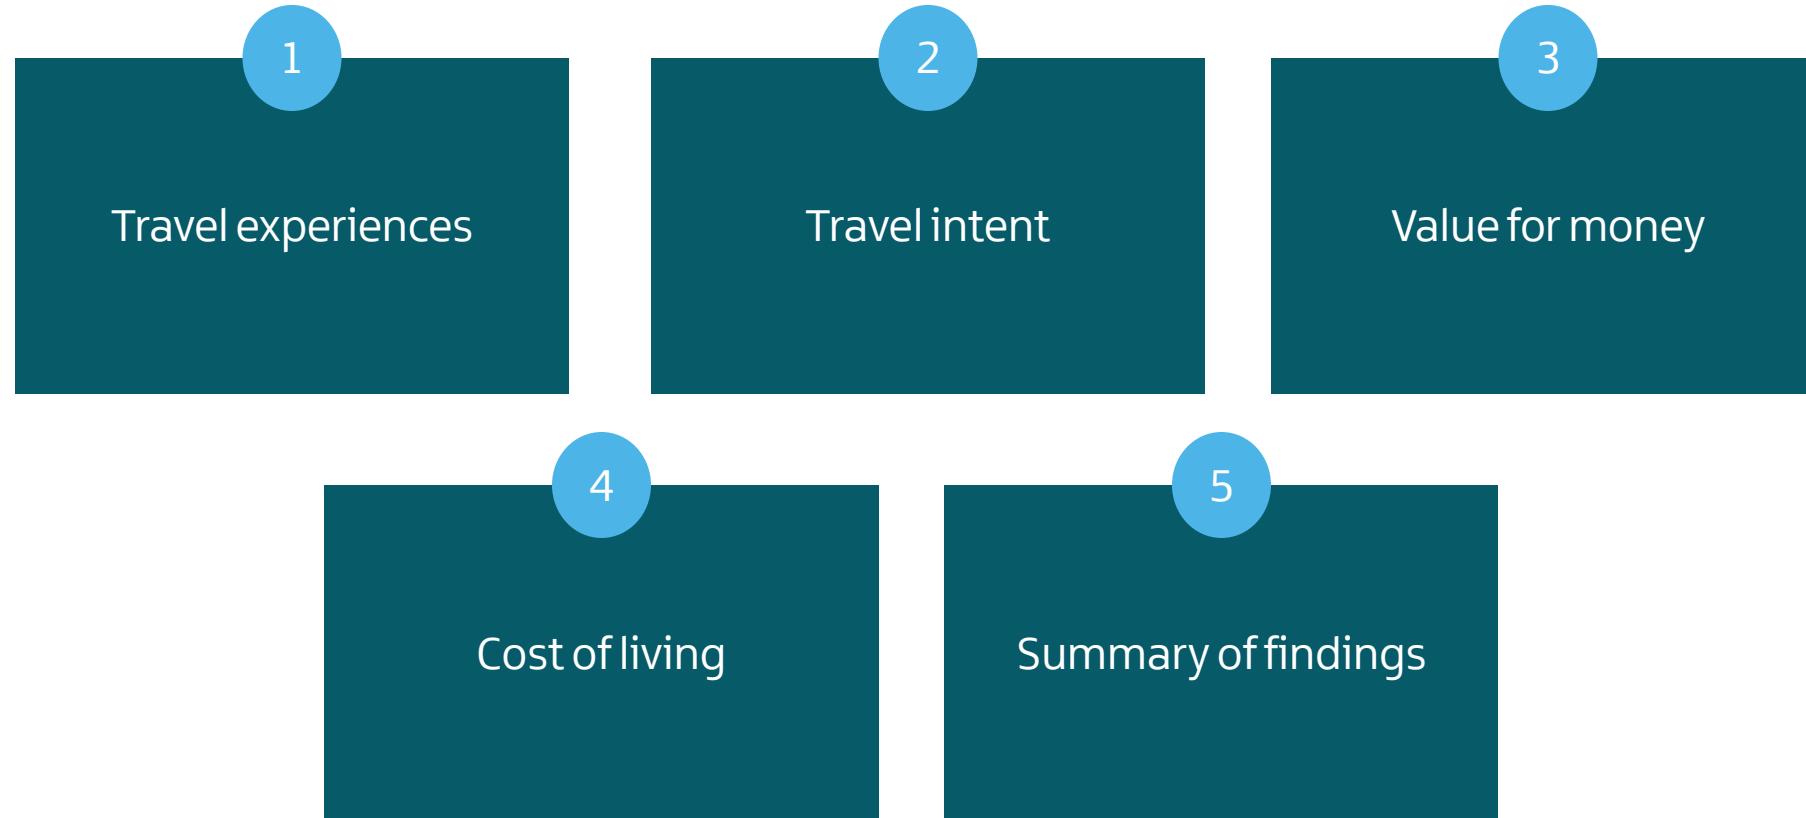 1
Travel experiences
2
Travel intent
3
Value for money
4
Cost of living
5
Summary of findings